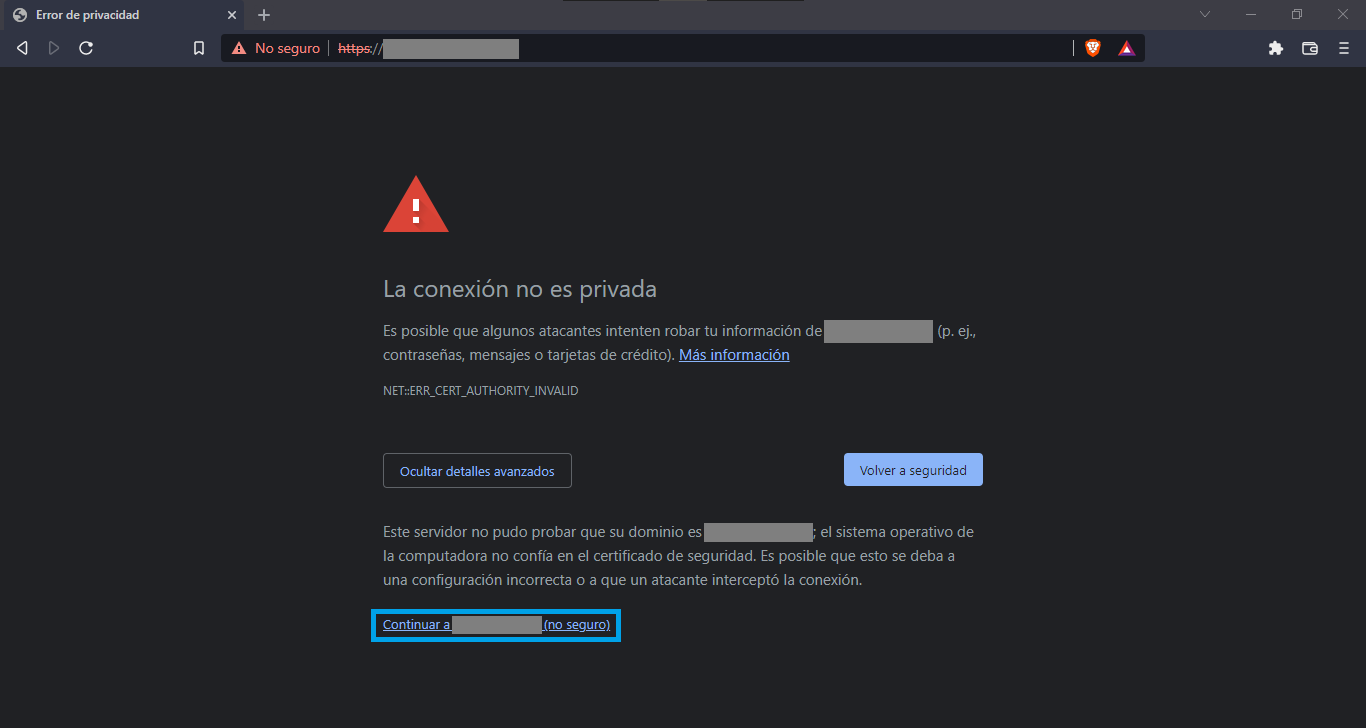 Error de privacidad
No seguro
https://
La conexión no es privada
Es posible que algunos atacantes intenten robar tu información de (p. ej.,
contraseñas, mensajes o tarjetas de crédito). Más información
NET::ERR_CERT_AUTHORITY_INVALID
Ocultar detalles avanzados
Volver a seguridad
Este servidor no pudo probar que su dominio es ; el sistema operativo de
la computadora no confía en el certificado de seguridad. Es posible que esto se deba a
una configuración incorrecta o a que un atacante interceptó la conexión.
Continuar a (no seguro)